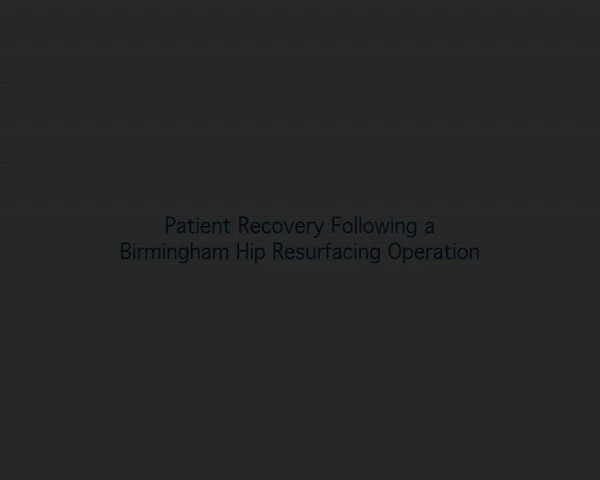 Patient Recovery Following a
Birmingham Hip Resurfacing Operation